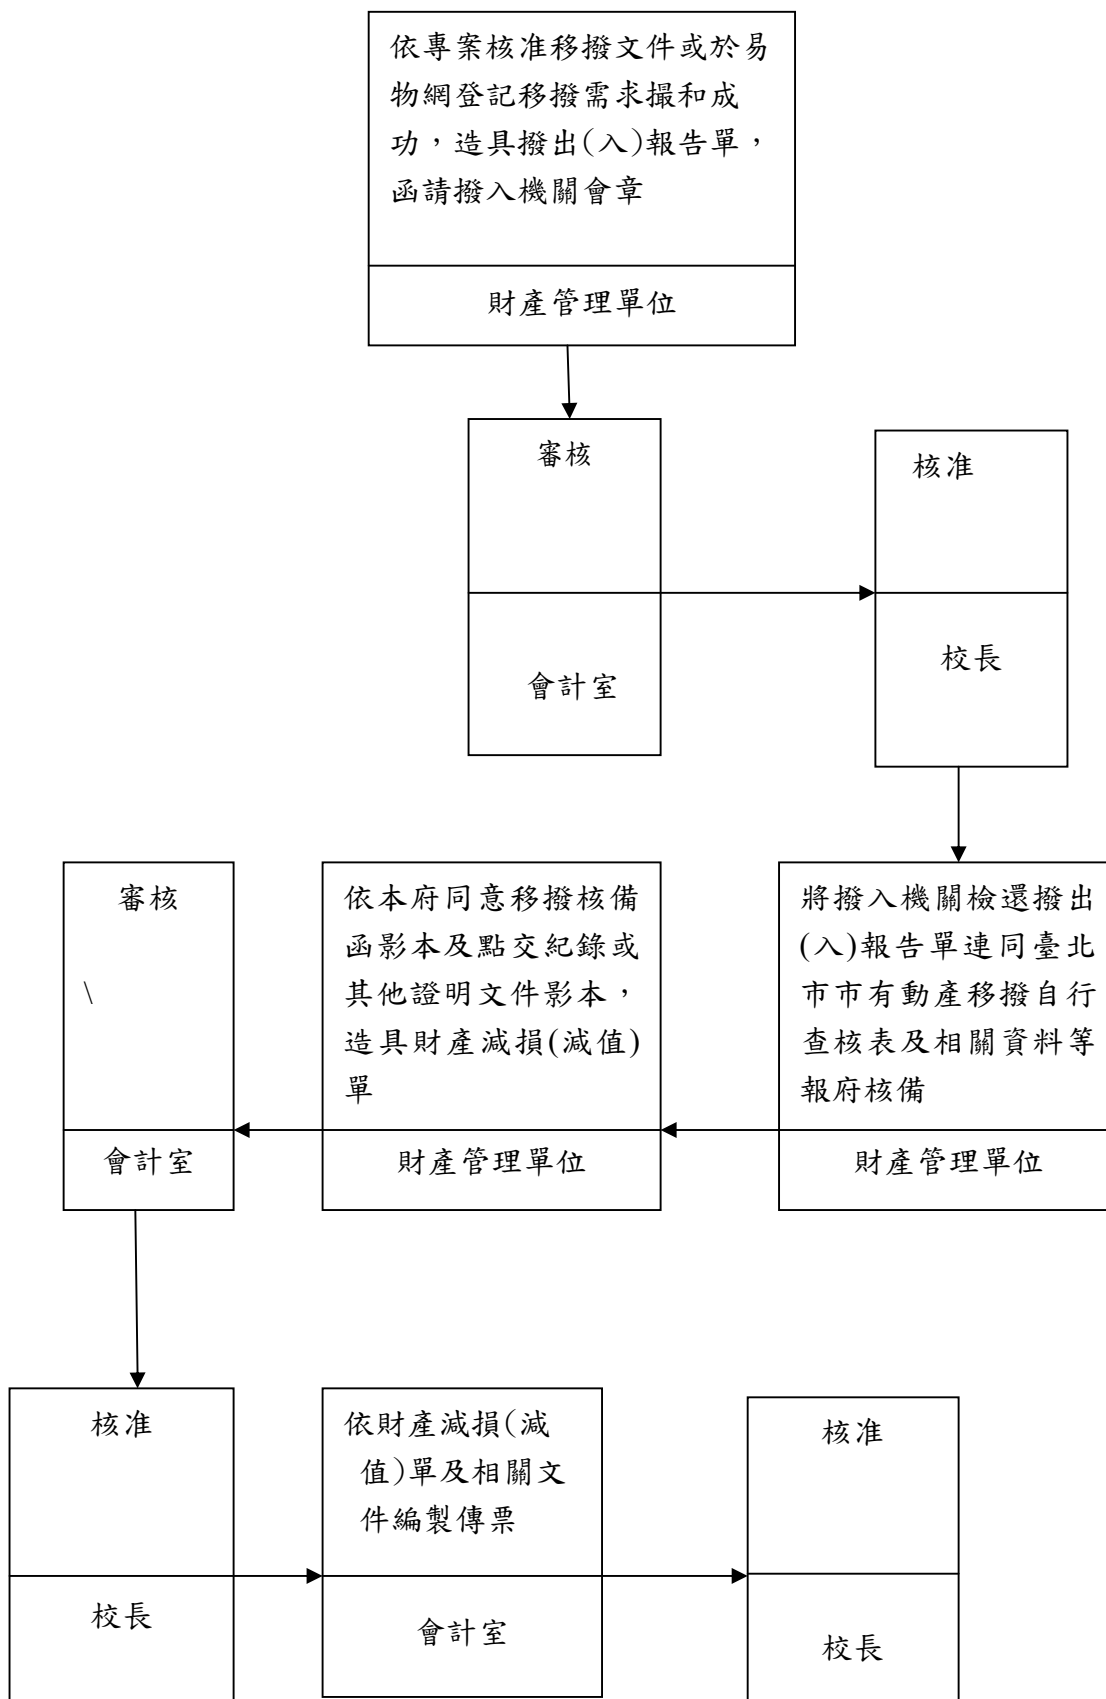 依專案核准移撥文件或於易
物網登記移撥需求撮和成
功，造具撥出(入)報告單，
函請撥入機關會章
財產管理單位
審核
會計室
核准
校長
將撥入機關檢還撥出
(入)報告單連同臺北
市市有動產移撥自行
查核表及相關資料等
報府核備
財產管理單位
依本府同意移撥核備
函影本及點交紀錄或
其他證明文件影本，
造具財產減損(減值)
單
財產管理單位
審核
\
會計室
核准
校長
依財產減損(減
值)單及相關文
件編製傳票
會計室
核准
校長